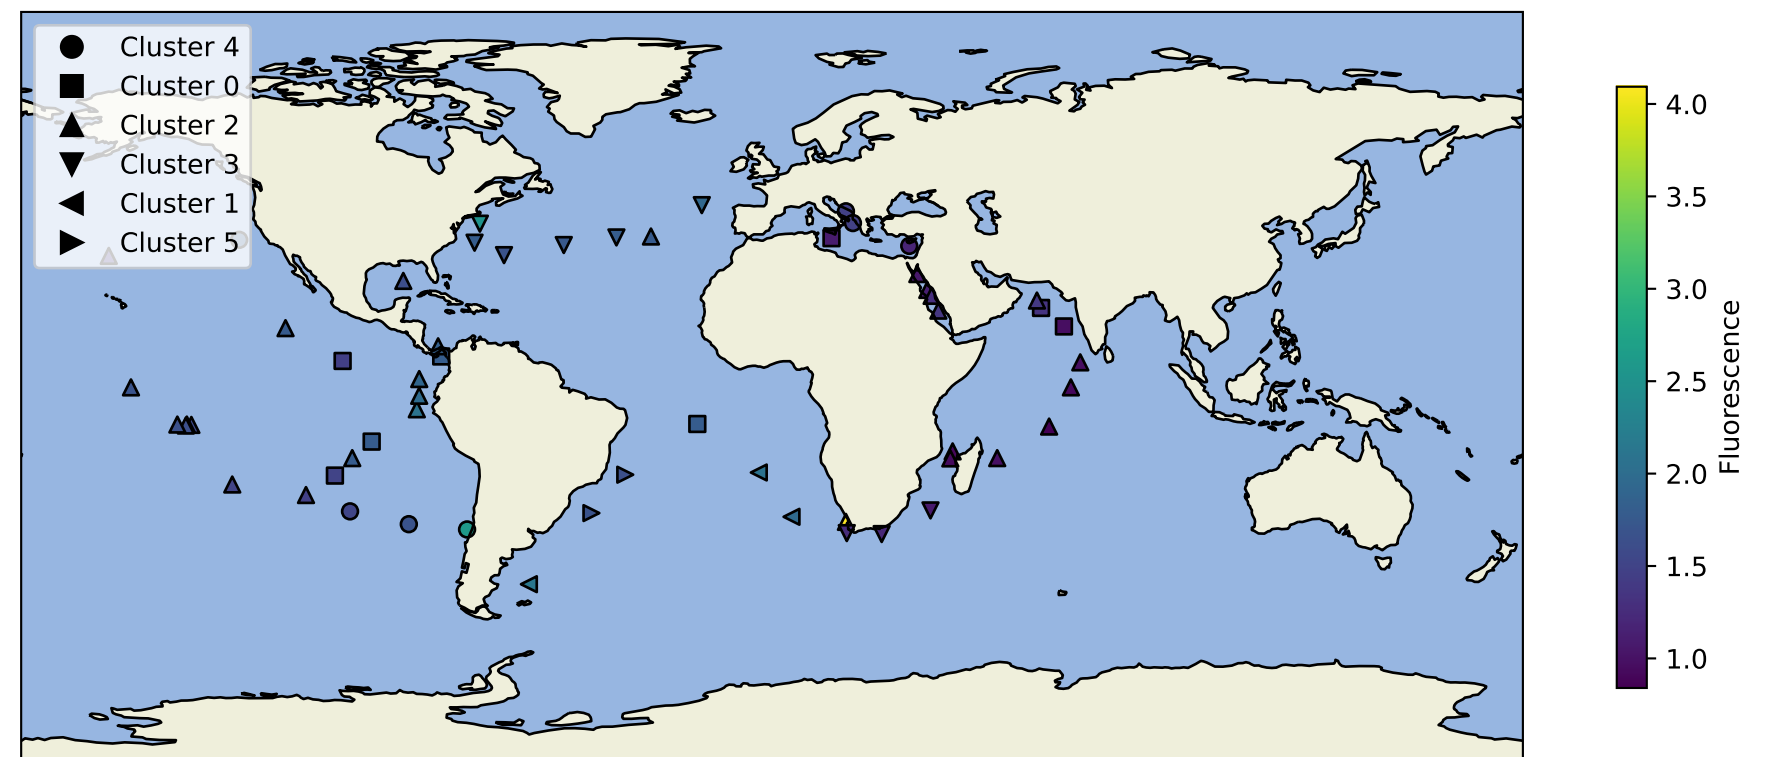 Cluster 4
Cluster 0
Cluster 2
Cluster 3
Cluster 1
Cluster 5
4.0
3.5
3.0
2.5
2.0
1.5
1.0
Fluorescence